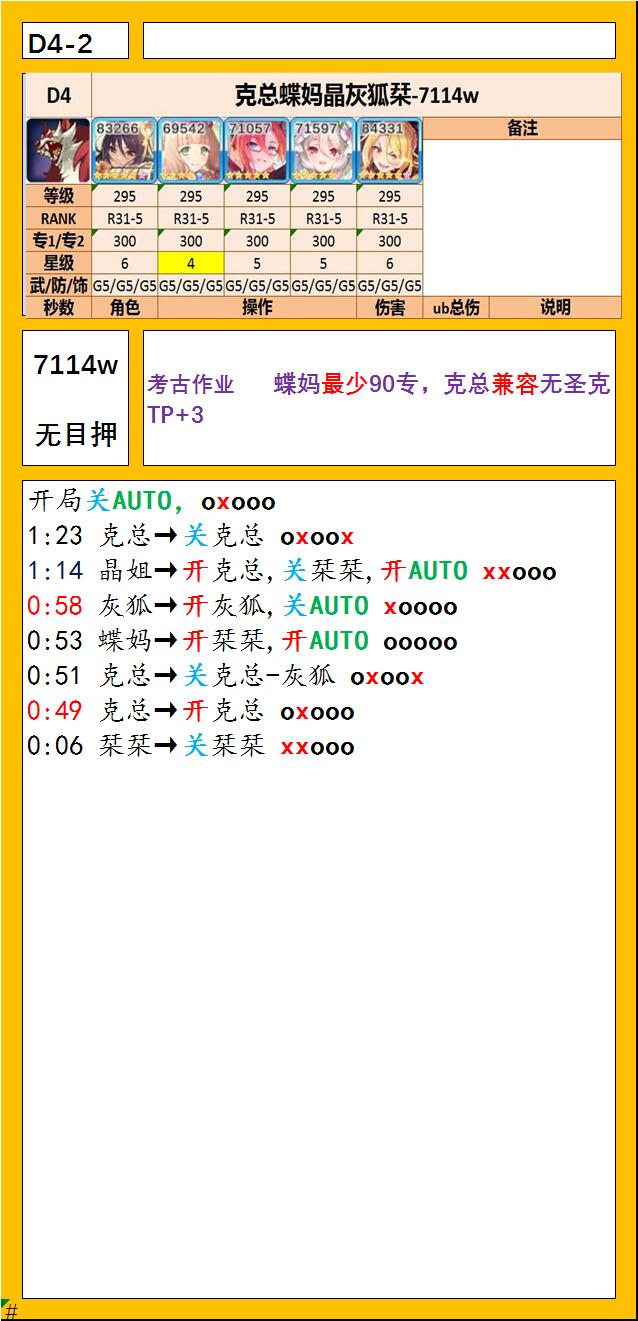 D4-2
D4 克总蝶妈晶灰狐栞-7114w
83266 69542 71057 71597 84331 备注
等级 295 295 295 295 295
RANK R31-5 R31-5 R31-5 R31-5 R31-5
专1/专2 300 300 300 300 300
星级 6 4 5 5 6
武/防/饰 G5/G5/G5 G5/G5/G5 G5/G5/G5 G5/G5/G5 G5/G5/G5
秒数 角色 操作 伤害 ub总伤 说明
7114w
无目押
考古作业 蝶妈最少90专，克总兼容无圣克
TP+3
开局关AUTO, oxooo
1:23 克总→关克总 oxoox
1:14 晶姐→开克总,关栞栞,开AUTO xxooo
0:58 灰狐→开灰狐,关AUTO xoooo
0:53 蝶妈→开栞栞,开AUTO ooooo
0:51 克总→关克总-灰狐 oxoox
0:49 克总→开克总 oxooo
0:06 栞栞→关栞栞 xxooo
#